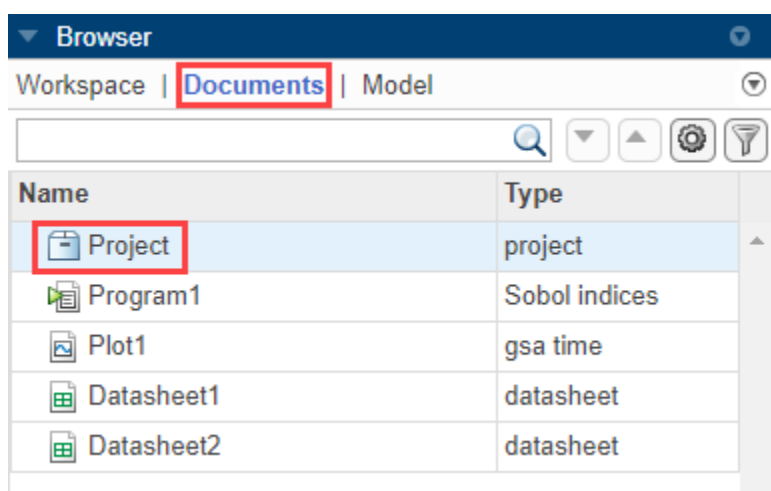 Browser
Workspace | Documents | Model
Name Type
Project project
Program1 Sobol indices
Plot1 gsa time
Datasheet1 datasheet
Datasheet2 datasheet